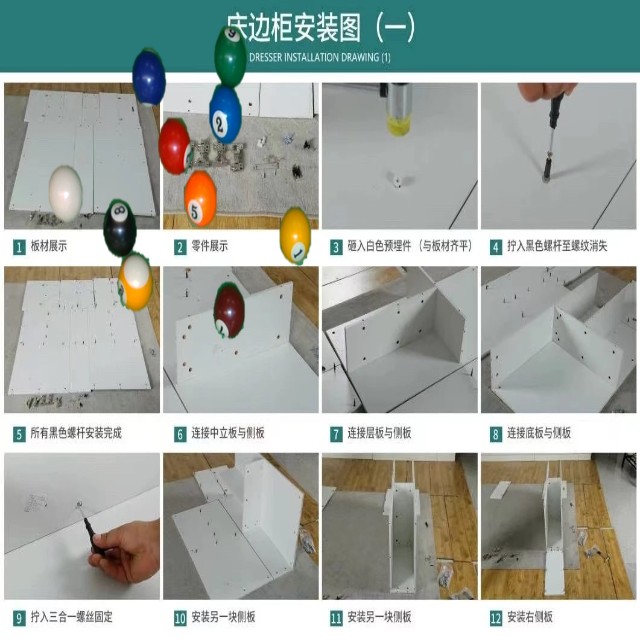 边柜安装图（一）
DRESSER INSTALLATION DRAWING (1)
2
5
8
1
1 板材展示
2 零件展示
3 砸入白色预埋件（与板材齐平）
4 拧入黑色螺杆至螺纹消失
5 所有黑色螺杆安装完成
6 连接中立板与侧板
7 连接层板与侧板
8 连接底板与侧板
9 拧入三合一螺丝固定
10 安装另一块侧板
11 安装另一块侧板
12 安装右侧板